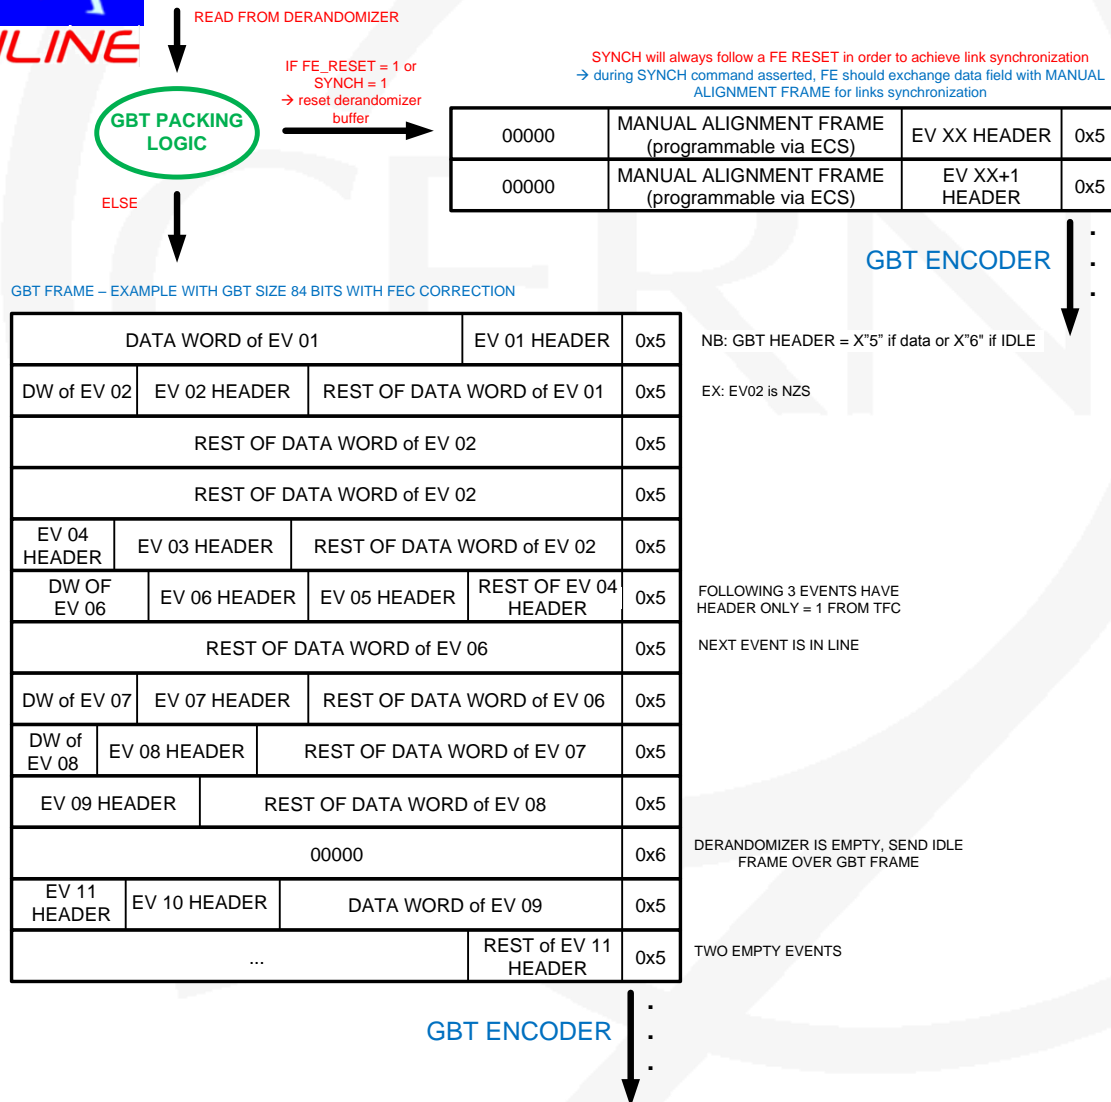 READ FROM DERANDOMIZER
IF FE_RESET = 1 or
SYNCH = 1
→ reset derandomizer
buffer
GBT PACKING
LOGIC
ELSE
SYNCH will always follow a FE RESET in order to achieve link synchronization
→ during SYNCH command asserted, FE should exchange data field with MANUAL
ALIGNMENT FRAME for links synchronization
00000
MANUAL ALIGNMENT FRAME
(programmable via ECS)
EV XX HEADER
0x5
00000
MANUAL ALIGNMENT FRAME
(programmable via ECS)
EV XX+1
HEADER
0x5
GBT ENCODER
.
.
.
GBT FRAME – EXAMPLE WITH GBT SIZE 84 BITS WITH FEC CORRECTION
DATA WORD of EV 01
EV 01 HEADER
0x5
NB: GBT HEADER = X"5" if data or X"6" if IDLE
DW of EV 02
EV 02 HEADER
REST OF DATA WORD of EV 01
0x5
EX: EV02 is NZS
REST OF DATA WORD of EV 02
0x5
REST OF DATA WORD of EV 02
0x5
EV 04
HEADER
EV 03 HEADER
REST OF DATA WORD of EV 02
0x5
DW OF
EV 06
EV 06 HEADER
EV 05 HEADER
REST OF EV 04
HEADER
0x5
FOLLOWING 3 EVENTS HAVE
HEADER ONLY = 1 FROM TFC
REST OF DATA WORD of EV 06
0x5
NEXT EVENT IS IN LINE
DW of EV 07
EV 07 HEADER
REST OF DATA WORD of EV 06
0x5
DW of
EV 08
EV 08 HEADER
REST OF DATA WORD of EV 07
0x5
EV 09 HEADER
REST OF DATA WORD of EV 08
0x5
00000
0x6
DERANDOMIZER IS EMPTY, SEND IDLE
FRAME OVER GBT FRAME
EV 11
HEADER
EV 10 HEADER
DATA WORD of EV 09
0x5
...
REST of EV 11
HEADER
0x5
TWO EMPTY EVENTS
GBT ENCODER
.
.
.
CERN